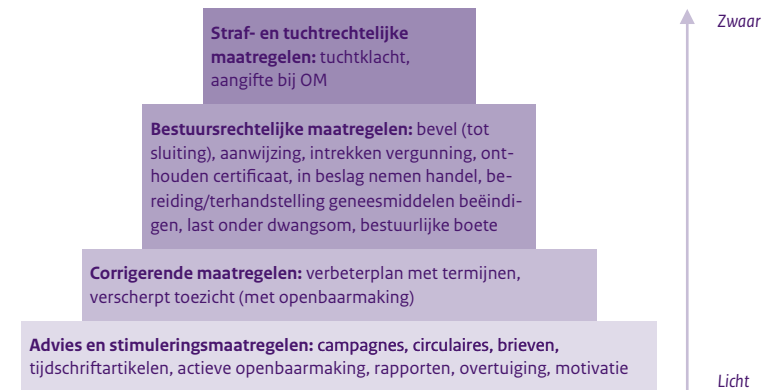 Straf- en tuchtrechtelijke
maatregelen: tuchtklacht,
aangifte bij OM
Zwaar
Bestuursrechtelijke maatregelen: bevel (tot
sluiting), aanwijzing, intrekken vergunning, ont-
houden certificaat, in beslag nemen handel, be-
reiding/terhandstelling geneesmiddelen beëindi-
gen, last onder dwangsom, bestuurlijke boete
Corrigerende maatregelen: verbeterplan met termijnen,
verscherpt toezicht (met openbaarmaking)
Advies en stimuleringsmaatregelen: campagnes, circulaires, brieven,
tijdschriftartikelen, actieve openbaarmaking, rapporten, overtuiging, motivatie
Licht